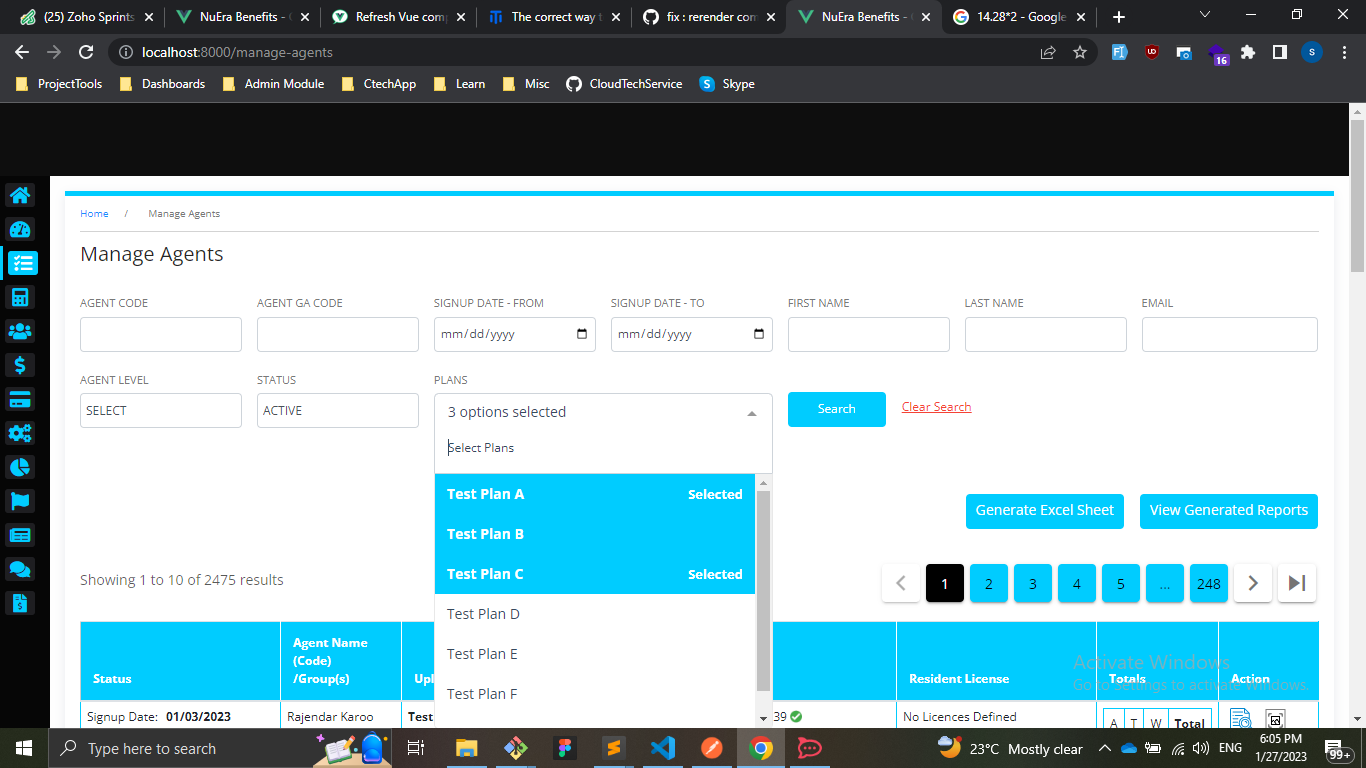 (25) Zoho Sprints
NuEra Benefits -
Refresh Vue com
The correct way t
fix : rerender com
NuEra Benefits -
14.28*2 - Google
localhost:8000/manage-agents
16
S
ProjectTools
Dashboards
Admin Module
CtechApp
Learn
Misc
CloudTechService
Skype
Home / Manage Agents
Manage Agents
AGENT CODE
AGENT GA CODE
SIGNUP DATE - FROM
SIGNUP DATE - TO
FIRST NAME
LAST NAME
EMAIL
mm/dd/yyyy
mm/dd/yyyy
AGENT LEVEL
STATUS
PLANS
SELECT
ACTIVE
3 options selected
Search
Clear Search
Select Plans
Test Plan A Selected
Test Plan B
Test Plan C Selected
Test Plan D
Test Plan E
Test Plan F
Generate Excel Sheet
View Generated Reports
Showing 1 to 10 of 2475 results
1 2 3 4 5 ... 248
Status
Agent Name
(Code)
/Group(s)
Upl
Resident License
Totals
Action
Activate Windows
Go to Settings to activate Windows.
Signup Date: 01/03/2023
Rajendar Karoo
Test
39
No Licences Defined
A T W Total
Type here to search
23°C Mostly clear
ENG
6:05 PM
1/27/2023
99+